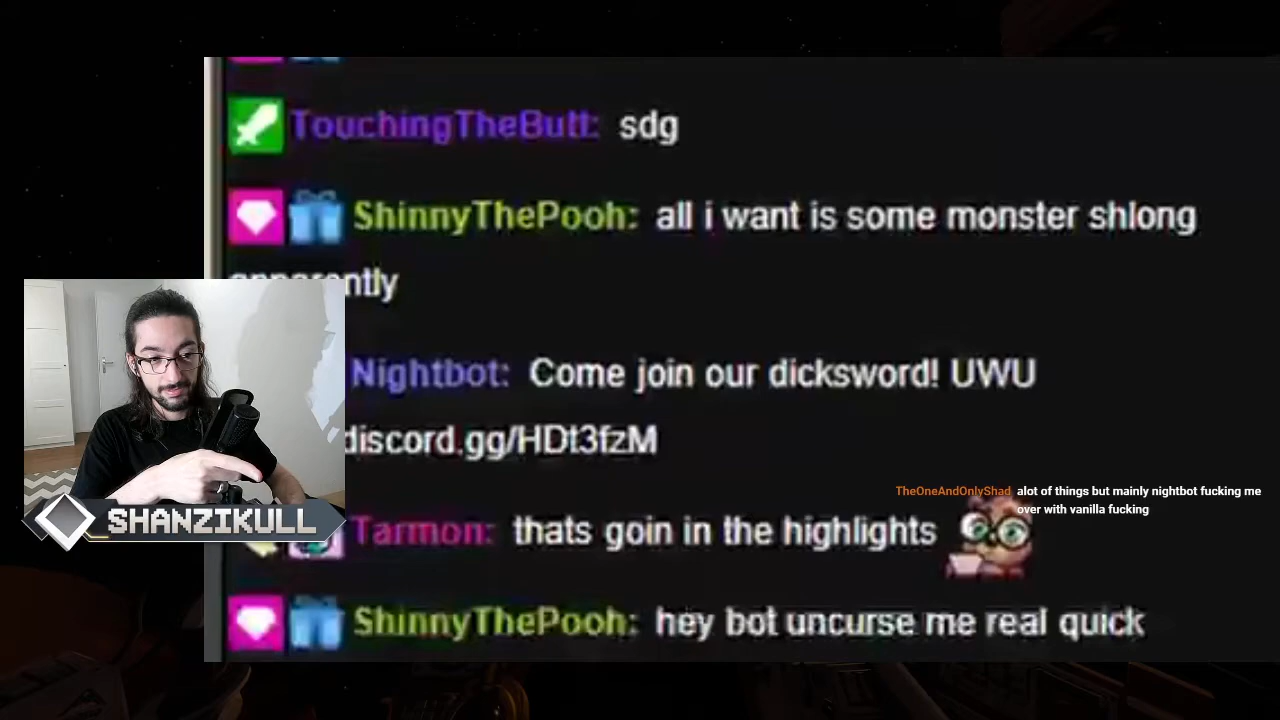 TouchingTheButt: sdg
ShinnyThePooh: all i want is some monster shlong
apparently
Nightbot: Come join our dicksword! UWU
discord.gg/HDt3fzM
TheOneAndOnlyShad alot of things but mainly nightbot fucking me
over with vanilla fucking
SHANZIKULL
Tarmon: thats goin in the highlights
ShinnyThePooh: hey bot uncurse me real quick